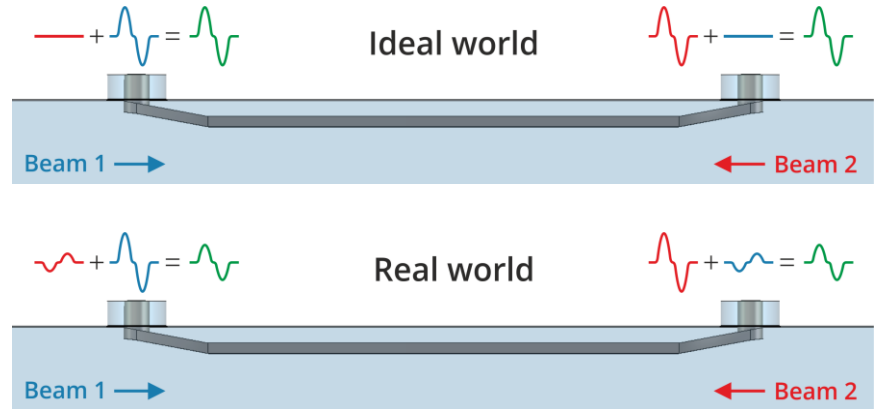 + = Ideal world + =
Beam 1 Beam 2
+ = Real world + =
Beam 1 Beam 2